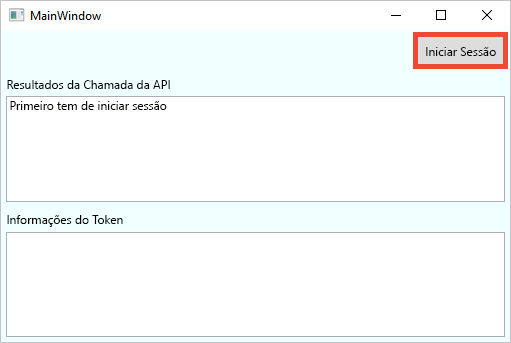 MainWindow
Iniciar Sessão
Resultados da Chamada da API
Primeiro tem de iniciar sessão
Informações do Token